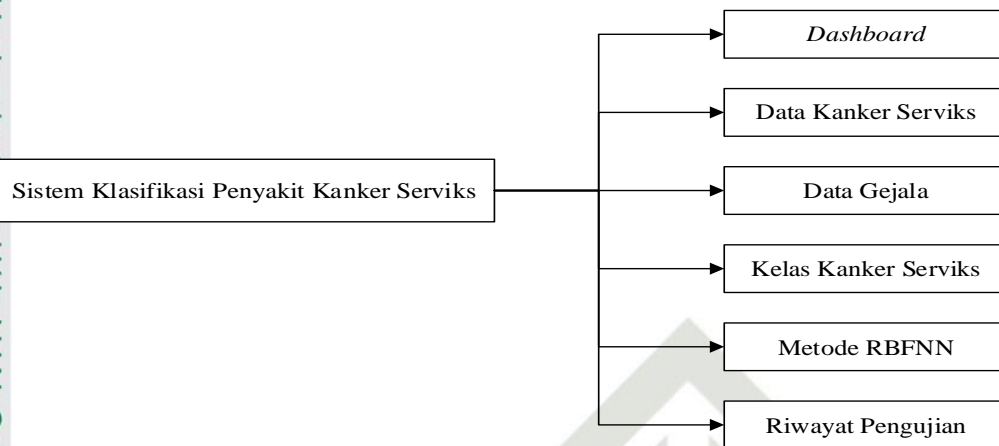 Dashboard
Data Kanker Serviks
Sistem Klasifikasi Penyakit Kanker Serviks
Data Gejala
Kelas Kanker Serviks
Metode RBFNN
Riwayat Pengujian